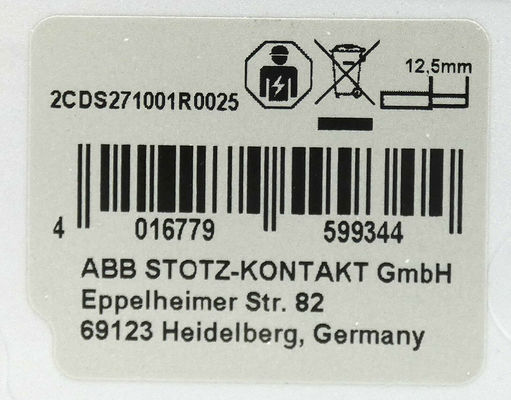 12,5mm
2CDS271001R0025
4 016779 599344
ABB STOTZ-KONTAKT GmbH
Eppelheimer Str. 82
69123 Heidelberg, Germany